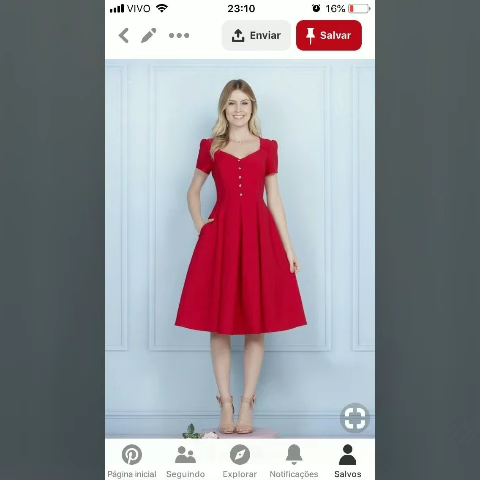 VIVO 23:10 16%
Enviar Salvar
Página inicial Seguindo Explorar Notificações Salvos